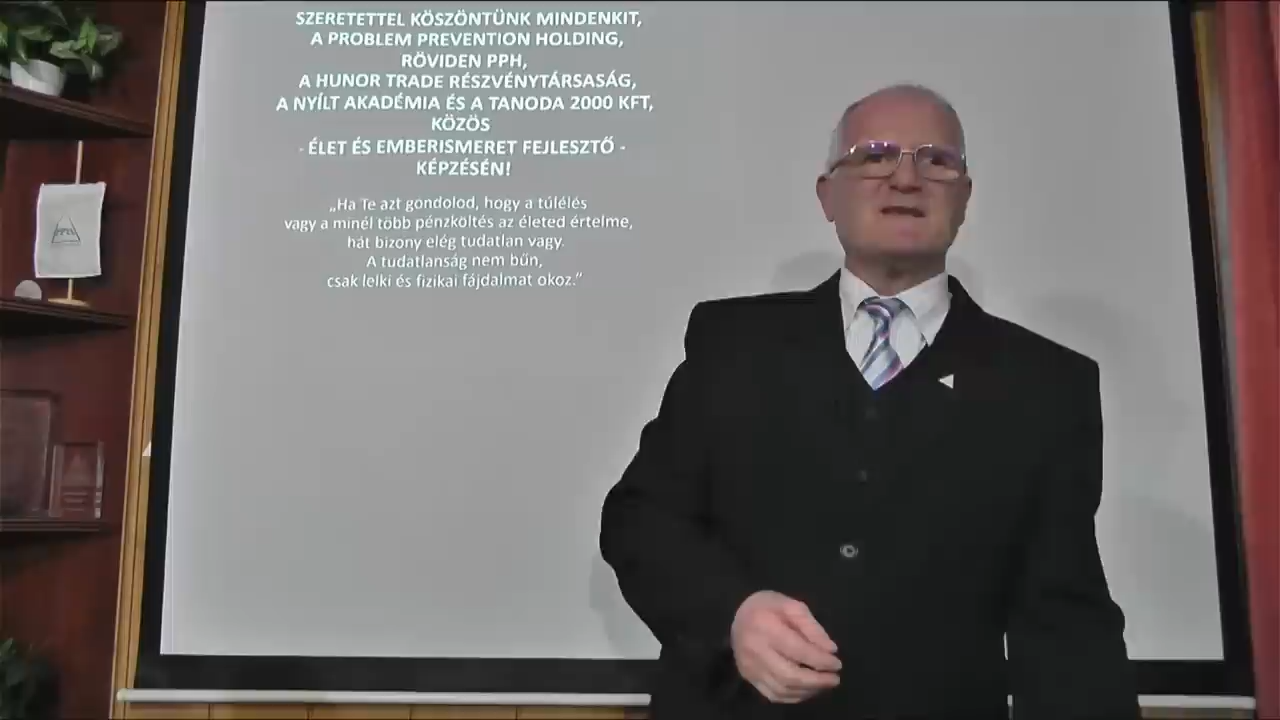 SZERETETTEL KÖSZÖNTÜNK MINDENKIT,
A PROBLEM PREVENTION HOLDING,
RÖVIDEN PPH,
A HUNOR TRADE RÉSZVÉNYTÁRSASÁG,
A NYÍLT AKADÉMIA ÉS A TANODA 2000 KFT,
KÖZÖS
- ÉLET ÉS EMBERISMERET FEJLESZTŐ -
KÉPZÉSÉN!
„Ha Te azt gondolod, hogy a túlélés
vagy a minél több pénzköltés az életed értelme,
hát bizony elég tudatlan vagy.
A tudatlanság nem bűn,
csak lelki és fizikai fájdalmat okoz."